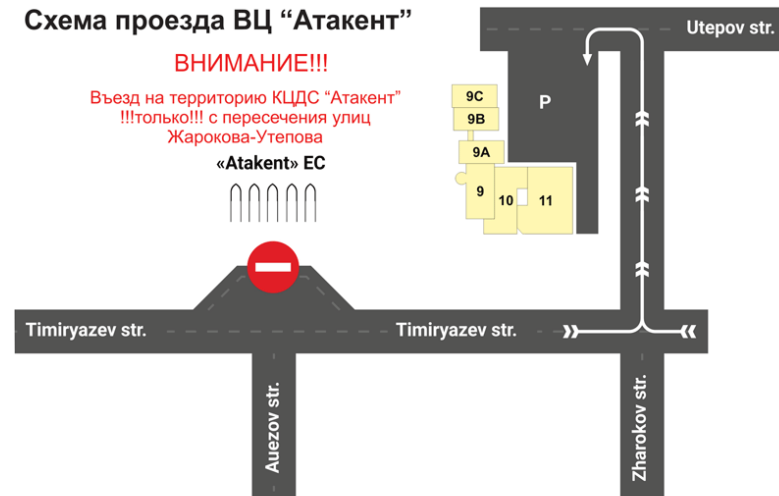 Схема проезда ВЦ “Атакент”
ВНИМАНИЕ!!!
Въезд на территорию КЦДС “Атакент”
!!!только!!! с пересечения улиц
Жарокова-Утепова
«Atakent» EC
Utepov str.
P
9C
9B
9A
9
10
11
Timiryazev str.
Timiryazev str.
Auezov str.
Zharokov str.